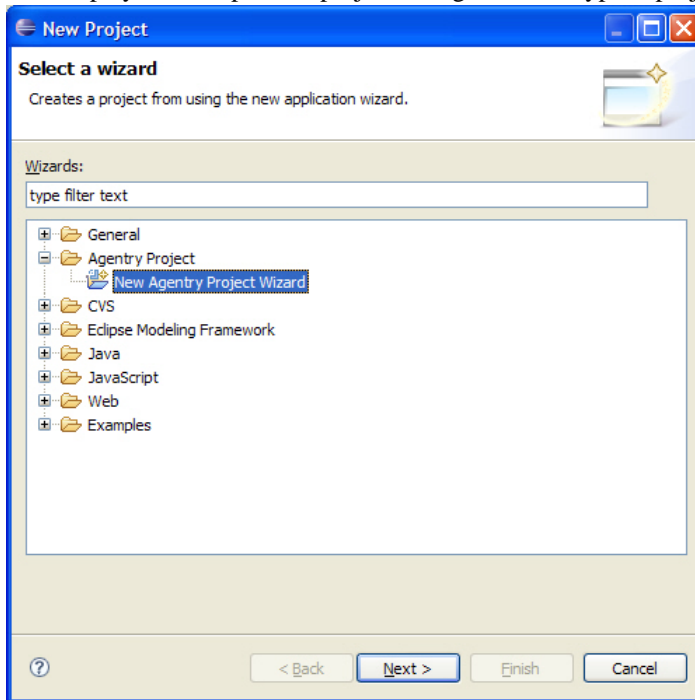 New Project
Select a wizard
Creates a project from using the new application wizard.
Wizards:
type filter text
General
Agentry Project
New Agentry Project Wizard
CVS
Eclipse Modeling Framework
Java
JavaScript
Web
Examples
< Back Next > Finish Cancel